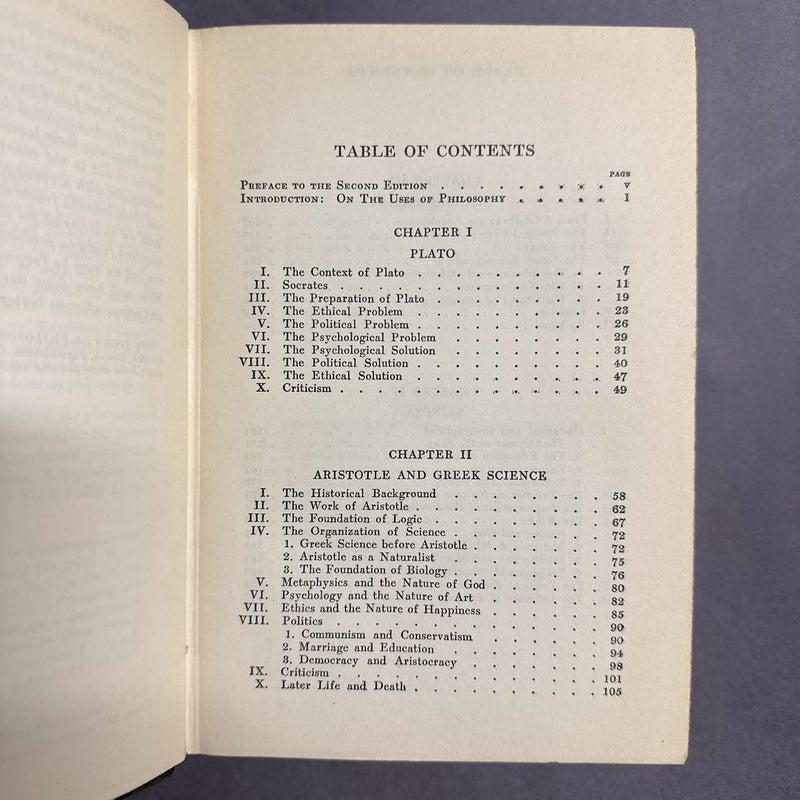 TABLE OF CONTENTS
PAGE
PREFACE TO THE SECOND EDITION . . . . . . . . . . v
INTRODUCTION: ON THE USES OF PHILOSOPHY . . . . . 1
CHAPTER I
PLATO
I. The Context of Plato . . . . . . . . . . 7
II. Socrates . . . . . . . . . . . . . . 11
III. The Preparation of Plato . . . . . . . . . 19
IV. The Ethical Problem . . . . . . . . . . 23
V. The Political Problem . . . . . . . . . . 26
VI. The Psychological Problem . . . . . . . . 29
VII. The Psychological Solution . . . . . . . . 31
VIII. The Political Solution . . . . . . . . . . 40
IX. The Ethical Solution . . . . . . . . . . 47
X. Criticism . . . . . . . . . . . . . . 49
CHAPTER II
ARISTOTLE AND GREEK SCIENCE
I. The Historical Background . . . . . . . . 58
II. The Work of Aristotle . . . . . . . . . . 62
III. The Foundation of Logic . . . . . . . . . 67
IV. The Organization of Science . . . . . . . . 72
1. Greek Science before Aristotle . . . . . . . 72
2. Aristotle as a Naturalist . . . . . . . . 75
3. The Foundation of Biology . . . . . . . . 76
V. Metaphysics and the Nature of God . . . . . . 80
VI. Psychology and the Nature of Art . . . . . . 82
VII. Ethics and the Nature of Happiness . . . . . . 85
VIII. Politics . . . . . . . . . . . . . . 90
1. Communism and Conservatism . . . . . . 90
2. Marriage and Education . . . . . . . . 94
3. Democracy and Aristocracy . . . . . . . 98
IX. Criticism . . . . . . . . . . . . . . 101
X. Later Life and Death . . . . . . . . . . 105